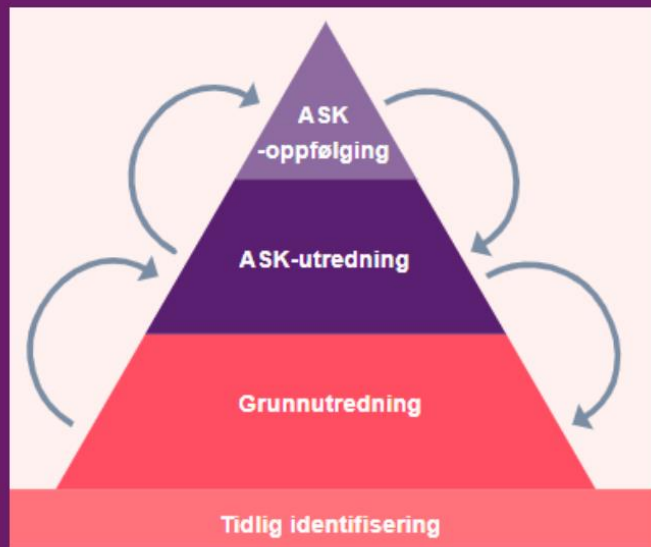 ASK
-oppfølging
ASK-utredning
Grunnutredning
Tidlig identifisering